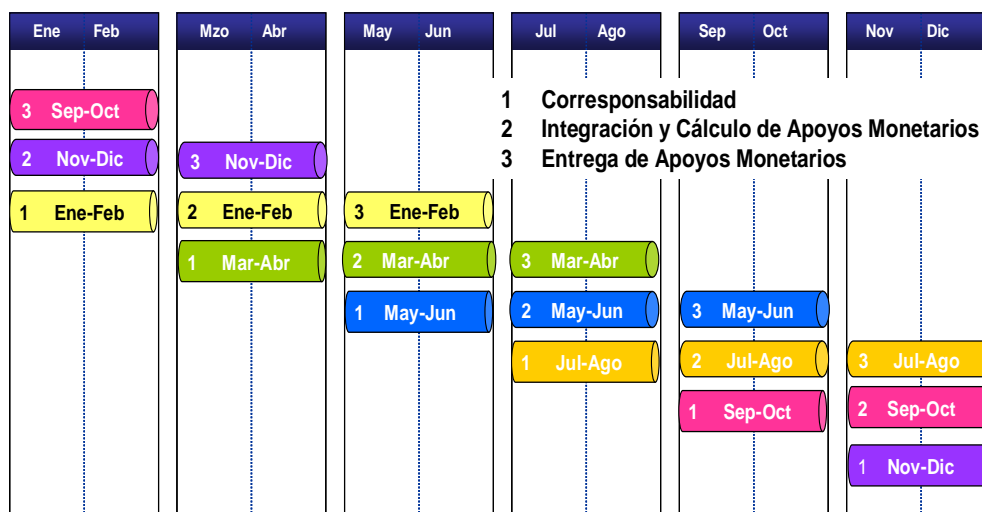 Ene Feb Mzo Abr May Jun Jul Ago Sep Oct Nov Dic
1 Corresponsabilidad
2 Integración y Cálculo de Apoyos Monetarios
3 Entrega de Apoyos Monetarios
3 Sep-Oct
2 Nov-Dic 3 Nov-Dic
1 Ene-Feb 2 Ene-Feb 3 Ene-Feb
1 Mar-Abr 2 Mar-Abr 3 Mar-Abr
1 May-Jun 2 May-Jun 3 May-Jun
1 Jul-Ago 2 Jul-Ago 3 Jul-Ago
1 Sep-Oct 2 Sep-Oct
1 Nov-Dic